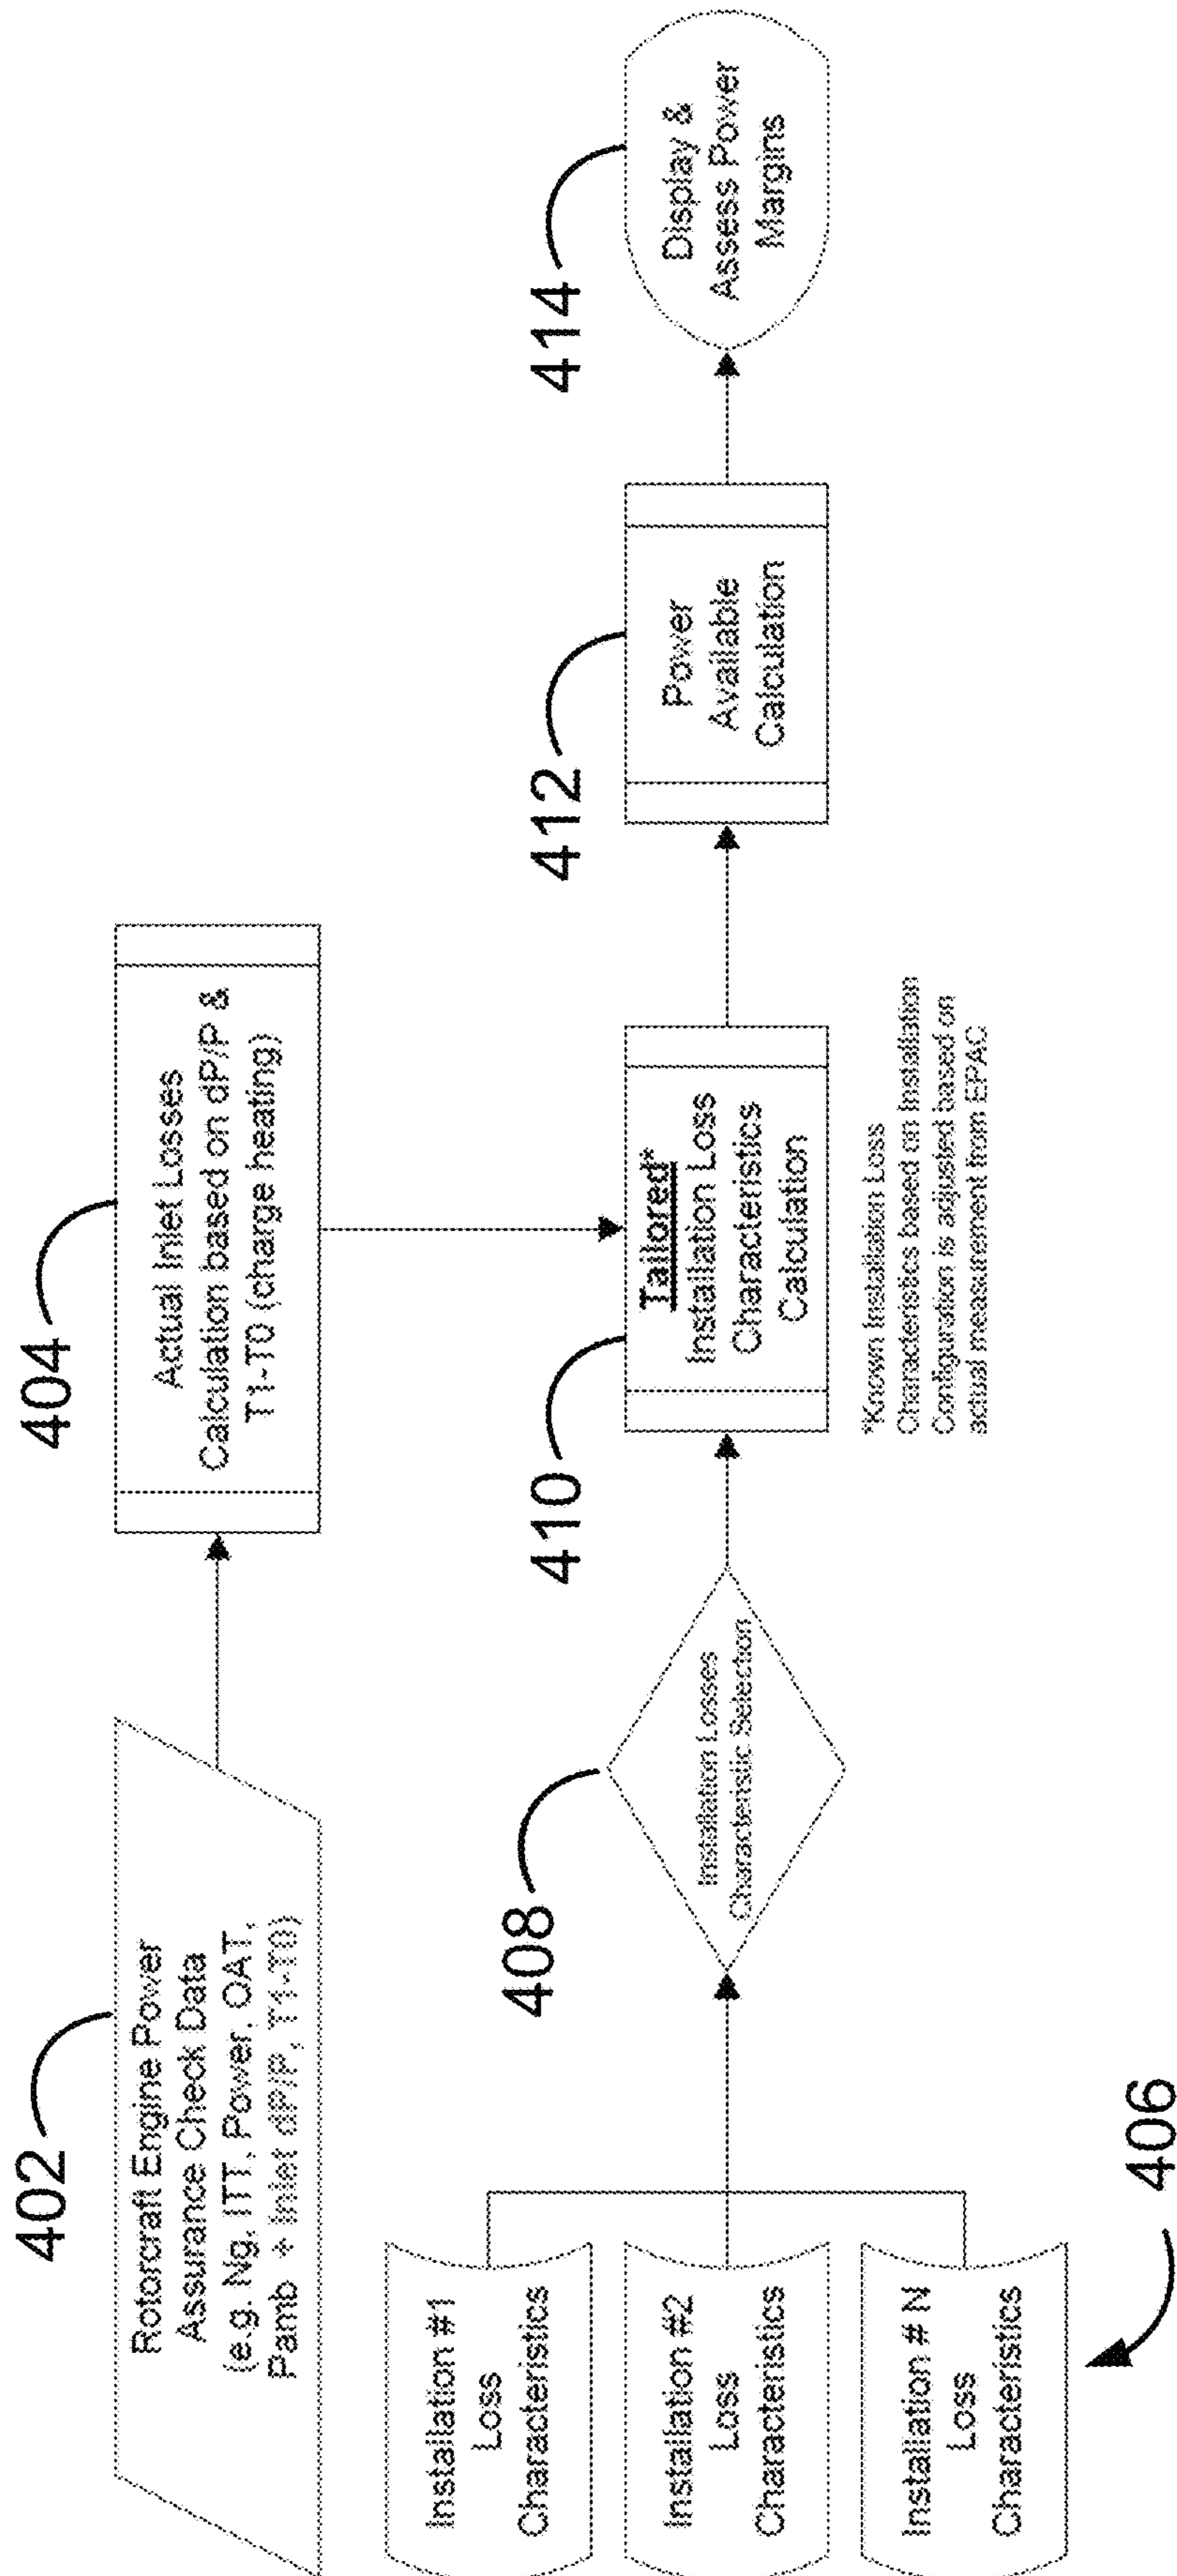 402
Rotorcraft Engine Power
Assurance Check Data
(e.g. Ng, ITT, Power, OAT,
Pamb + Inlet dP/P, T1-T0)
404
Actual Inlet Losses
Calculation based on dP/P &
T1-T0 (charge heating)
Installation #1
Loss
Characteristics
Installation #2
Loss
Characteristics
Installation # N
Loss
Characteristics
406
408
Installation Losses
Characteristic Selection
410
Tailored*
Installation Loss
Characteristics
Calculation
*Known Installation Loss
Characteristics based on Installation
Configuration is adjusted based on
actual measurement from EPAC
412
Power
Available
Calculation
414
Display &
Assess Power
Margins